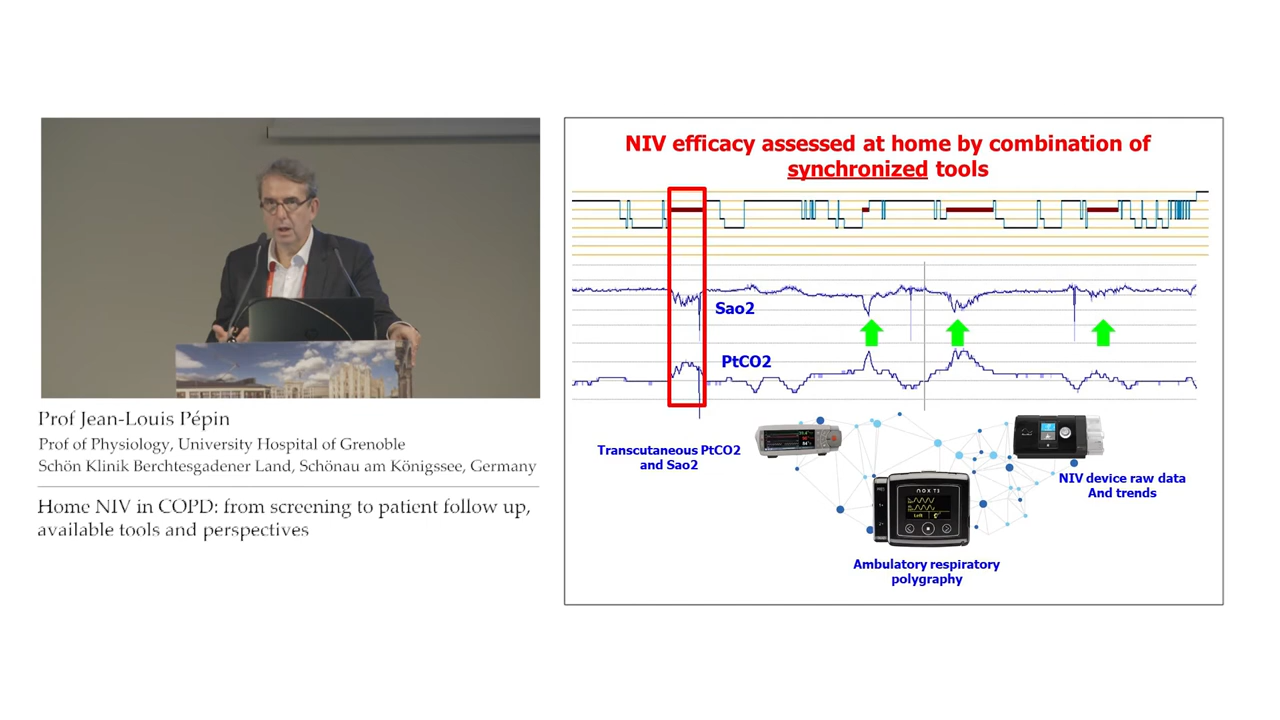 Prof Jean-Louis Pépin
Prof of Physiology, University Hospital of Grenoble
Schön Klinik Berchtesgadener Land, Schönau am Königssee, Germany
Home NIV in COPD: from screening to patient follow up,
available tools and perspectives
NIV efficacy assessed at home by combination of
synchronized tools
Sao2
PtCO2
Transcutaneous PtCO2
and Sao2
NIV device raw data
And trends
nox T3
Ambulatory respiratory
polygraphy